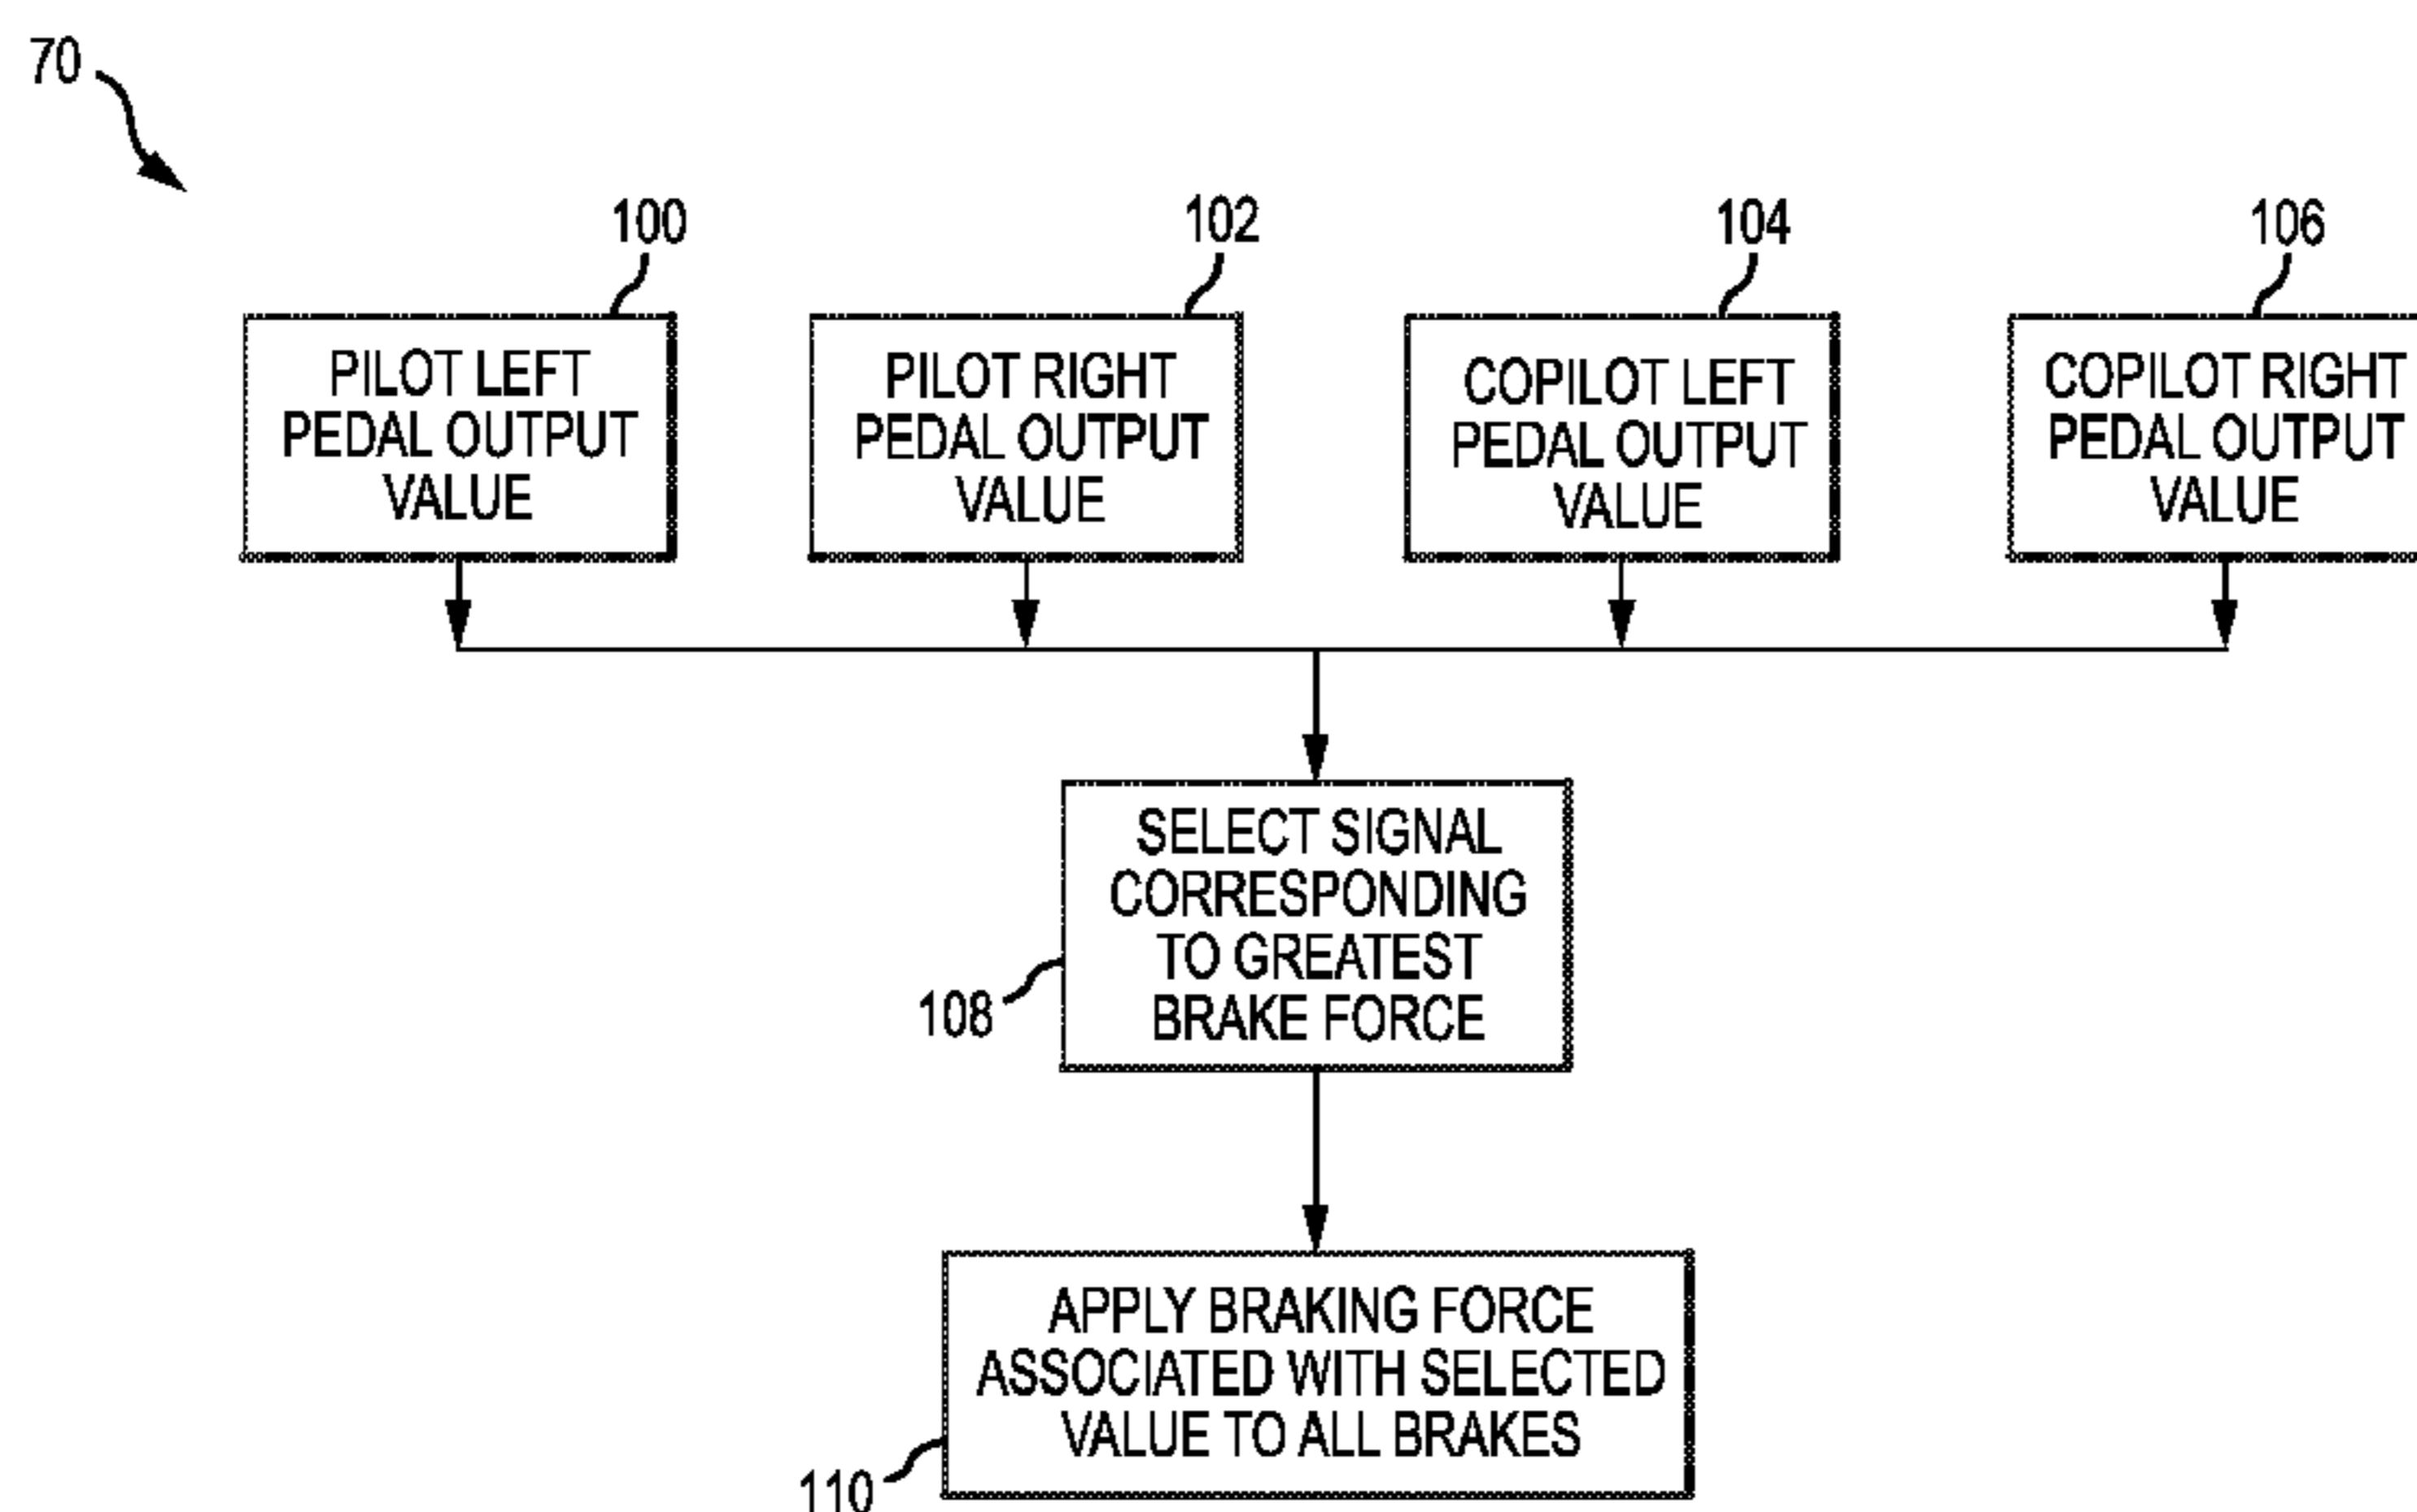 70
100
102
104
106
PILOT LEFT
PEDAL OUTPUT
VALUE
PILOT RIGHT
PEDAL OUTPUT
VALUE
COPILOT LEFT
PEDAL OUTPUT
VALUE
COPILOT RIGHT
PEDAL OUTPUT
VALUE
SELECT SIGNAL
CORRESPONDING
TO GREATEST
BRAKE FORCE
108
APPLY BRAKING FORCE
ASSOCIATED WITH SELECTED
VALUE TO ALL BRAKES
110